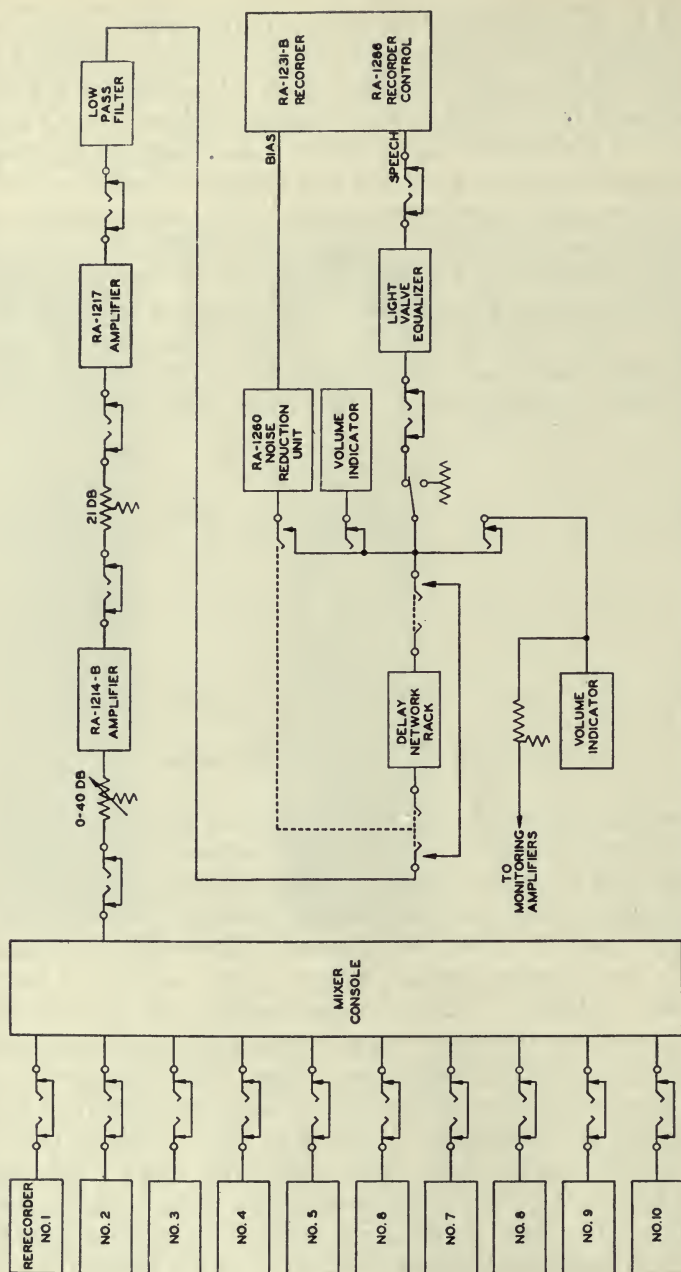 RERECORDER
NO. 1
NO. 2
NO. 3
NO. 4
NO. 5
NO. 6
NO. 7
NO. 8
NO. 9
NO. 10
MIXER
CONSOLE
0-40 DB
RA-1214-B
AMPLIFIER
21 DB
RA-1217
AMPLIFIER
LOW
PASS
FILTER
DELAY
NETWORK
RACK
RA-1260
NOISE
REDUCTION
UNIT
VOLUME
INDICATOR
LIGHT
VALVE
EQUALIZER
BIAS
SPEECH
RA-1231-B
RECORDER
RA-1286
RECORDER
CONTROL
TO
MONITORING
AMPLIFIERS
VOLUME
INDICATOR